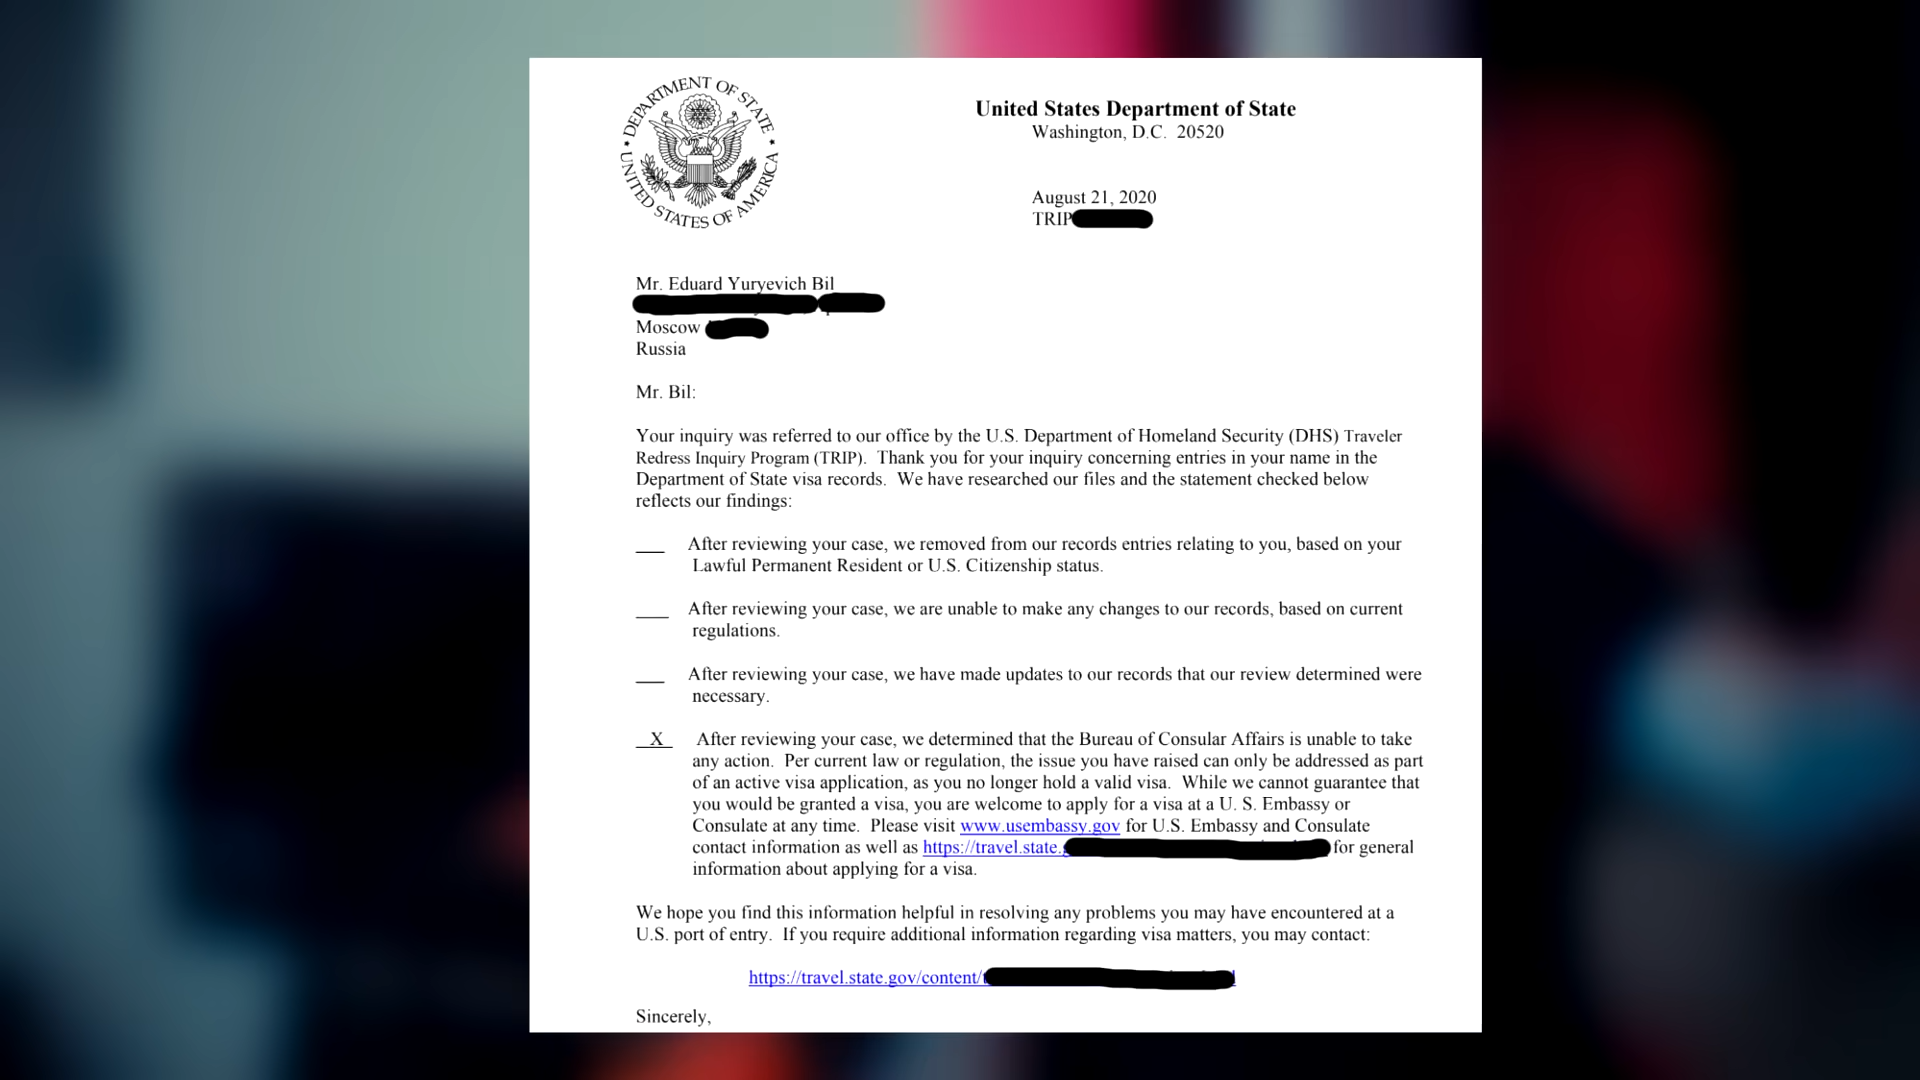 DEPARTMENT OF STATE
UNITED STATES OF AMERICA
United States Department of State
Washington, D.C. 20520
August 21, 2020
TRIP
Mr. Eduard Yuryevich Bil
Moscow
Russia
Mr. Bil:
Your inquiry was referred to our office by the U.S. Department of Homeland Security (DHS) Traveler
Redress Inquiry Program (TRIP). Thank you for your inquiry concerning entries in your name in the
Department of State visa records. We have researched our files and the statement checked below
reflects our findings:
___ After reviewing your case, we removed from our records entries relating to you, based on your
Lawful Permanent Resident or U.S. Citizenship status.
___ After reviewing your case, we are unable to make any changes to our records, based on current
regulations.
___ After reviewing your case, we have made updates to our records that our review determined were
necessary.
_X_ After reviewing your case, we determined that the Bureau of Consular Affairs is unable to take
any action. Per current law or regulation, the issue you have raised can only be addressed as part
of an active visa application, as you no longer hold a valid visa. While we cannot guarantee that
you would be granted a visa, you are welcome to apply for a visa at a U. S. Embassy or
Consulate at any time. Please visit www.usembassy.gov for U.S. Embassy and Consulate
contact information as well as https://travel.state. for general
information about applying for a visa.
We hope you find this information helpful in resolving any problems you may have encountered at a
U.S. port of entry. If you require additional information regarding visa matters, you may contact:
https://travel.state.gov/content/
Sincerely,